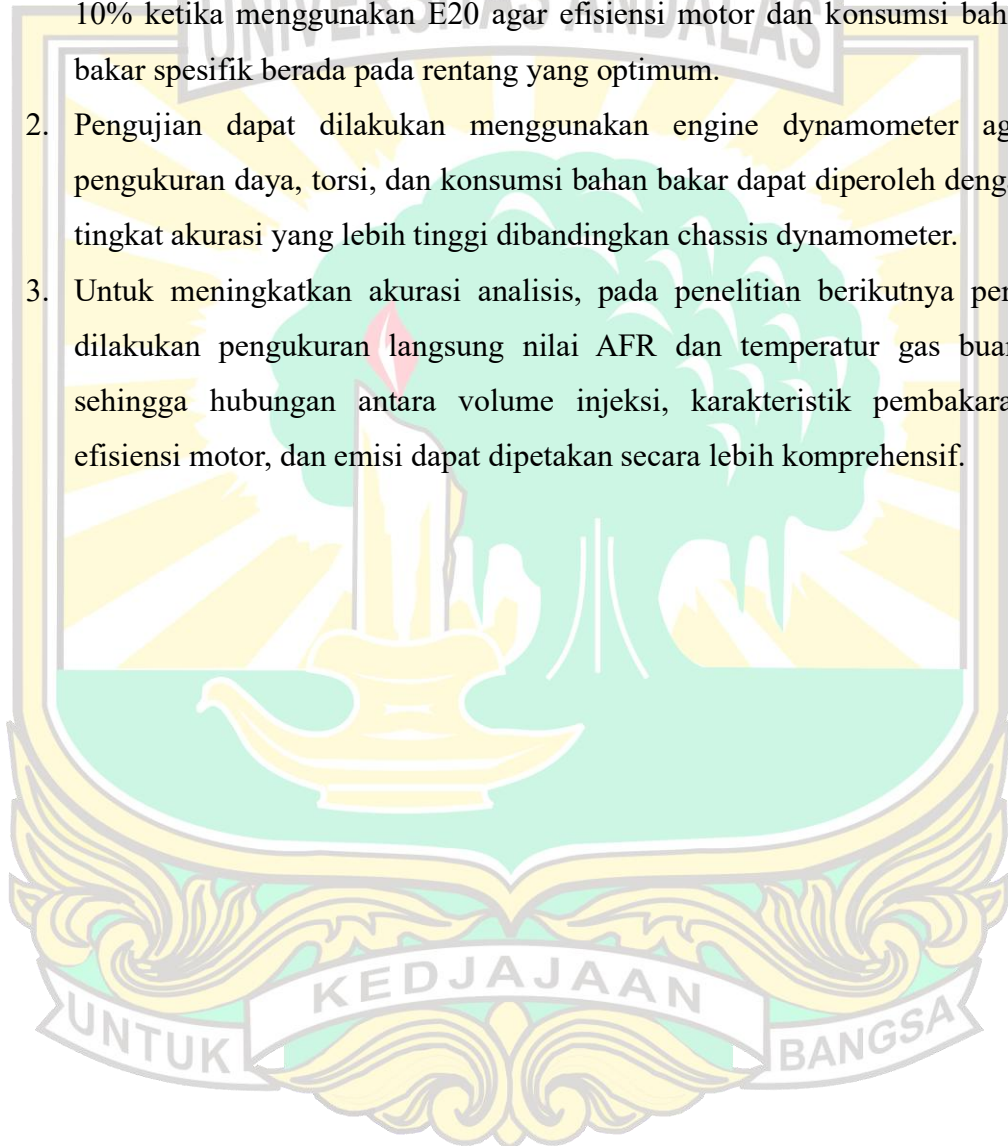 10% ketika menggunakan E20 agar efisiensi motor dan konsumsi bah
UNIVERSITAS ANDALAS
bakar spesifik berada pada rentang yang optimum.
2. Pengujian dapat dilakukan menggunakan engine dynamometer ag
pengukuran daya, torsi, dan konsumsi bahan bakar dapat diperoleh deng
tingkat akurasi yang lebih tinggi dibandingkan chassis dynamometer.
3. Untuk meningkatkan akurasi analisis, pada penelitian berikutnya per
dilakukan pengukuran langsung nilai AFR dan temperatur gas bua
sehingga hubungan antara volume injeksi, karakteristik pembakara
efisiensi motor, dan emisi dapat dipetakan secara lebih komprehensif.
UNTUK KEDJAJAAN BANGSA